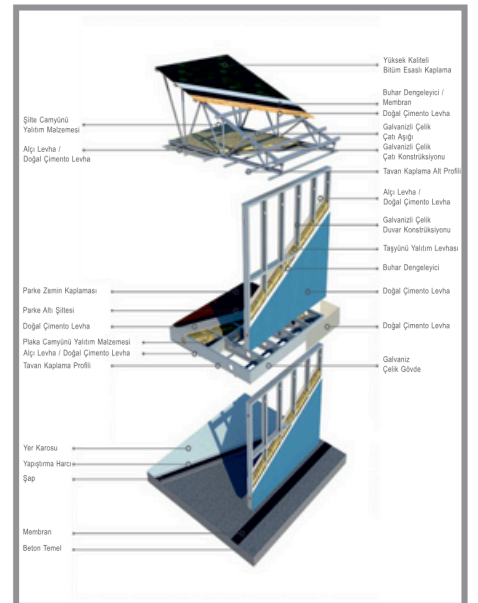 Yüksek Kaliteli
Bitüm Esaslı Kaplama
Buhar Dengeleyici /
Membran
Doğal Çimento Levha
Şilte Camyünü
Yalıtım Malzemesi
Galvanizli Çelik
Çatı Aşığı
Alçı Levha /
Doğal Çimento Levha
Galvanizli Çelik
Çatı Konstrüksiyonu
Tavan Kaplama Alt Profili
Alçı Levha /
Doğal Çimento Levha
Galvanizli Çelik
Duvar Konstrüksiyonu
Taşyünü Yalıtım Levhası
Buhar Dengeleyici
Parke Zemin Kaplaması
Doğal Çimento Levha
Parke Altı Şiltesi
Doğal Çimento Levha
Doğal Çimento Levha
Plaka Camyünü Yalıtım Malzemesi
Alçı Levha / Doğal Çimento Levha
Tavan Kaplama Profili
Galvaniz
Çelik Gövde
Yer Karosu
Yapıştırma Harcı
Şap
Membran
Beton Temel